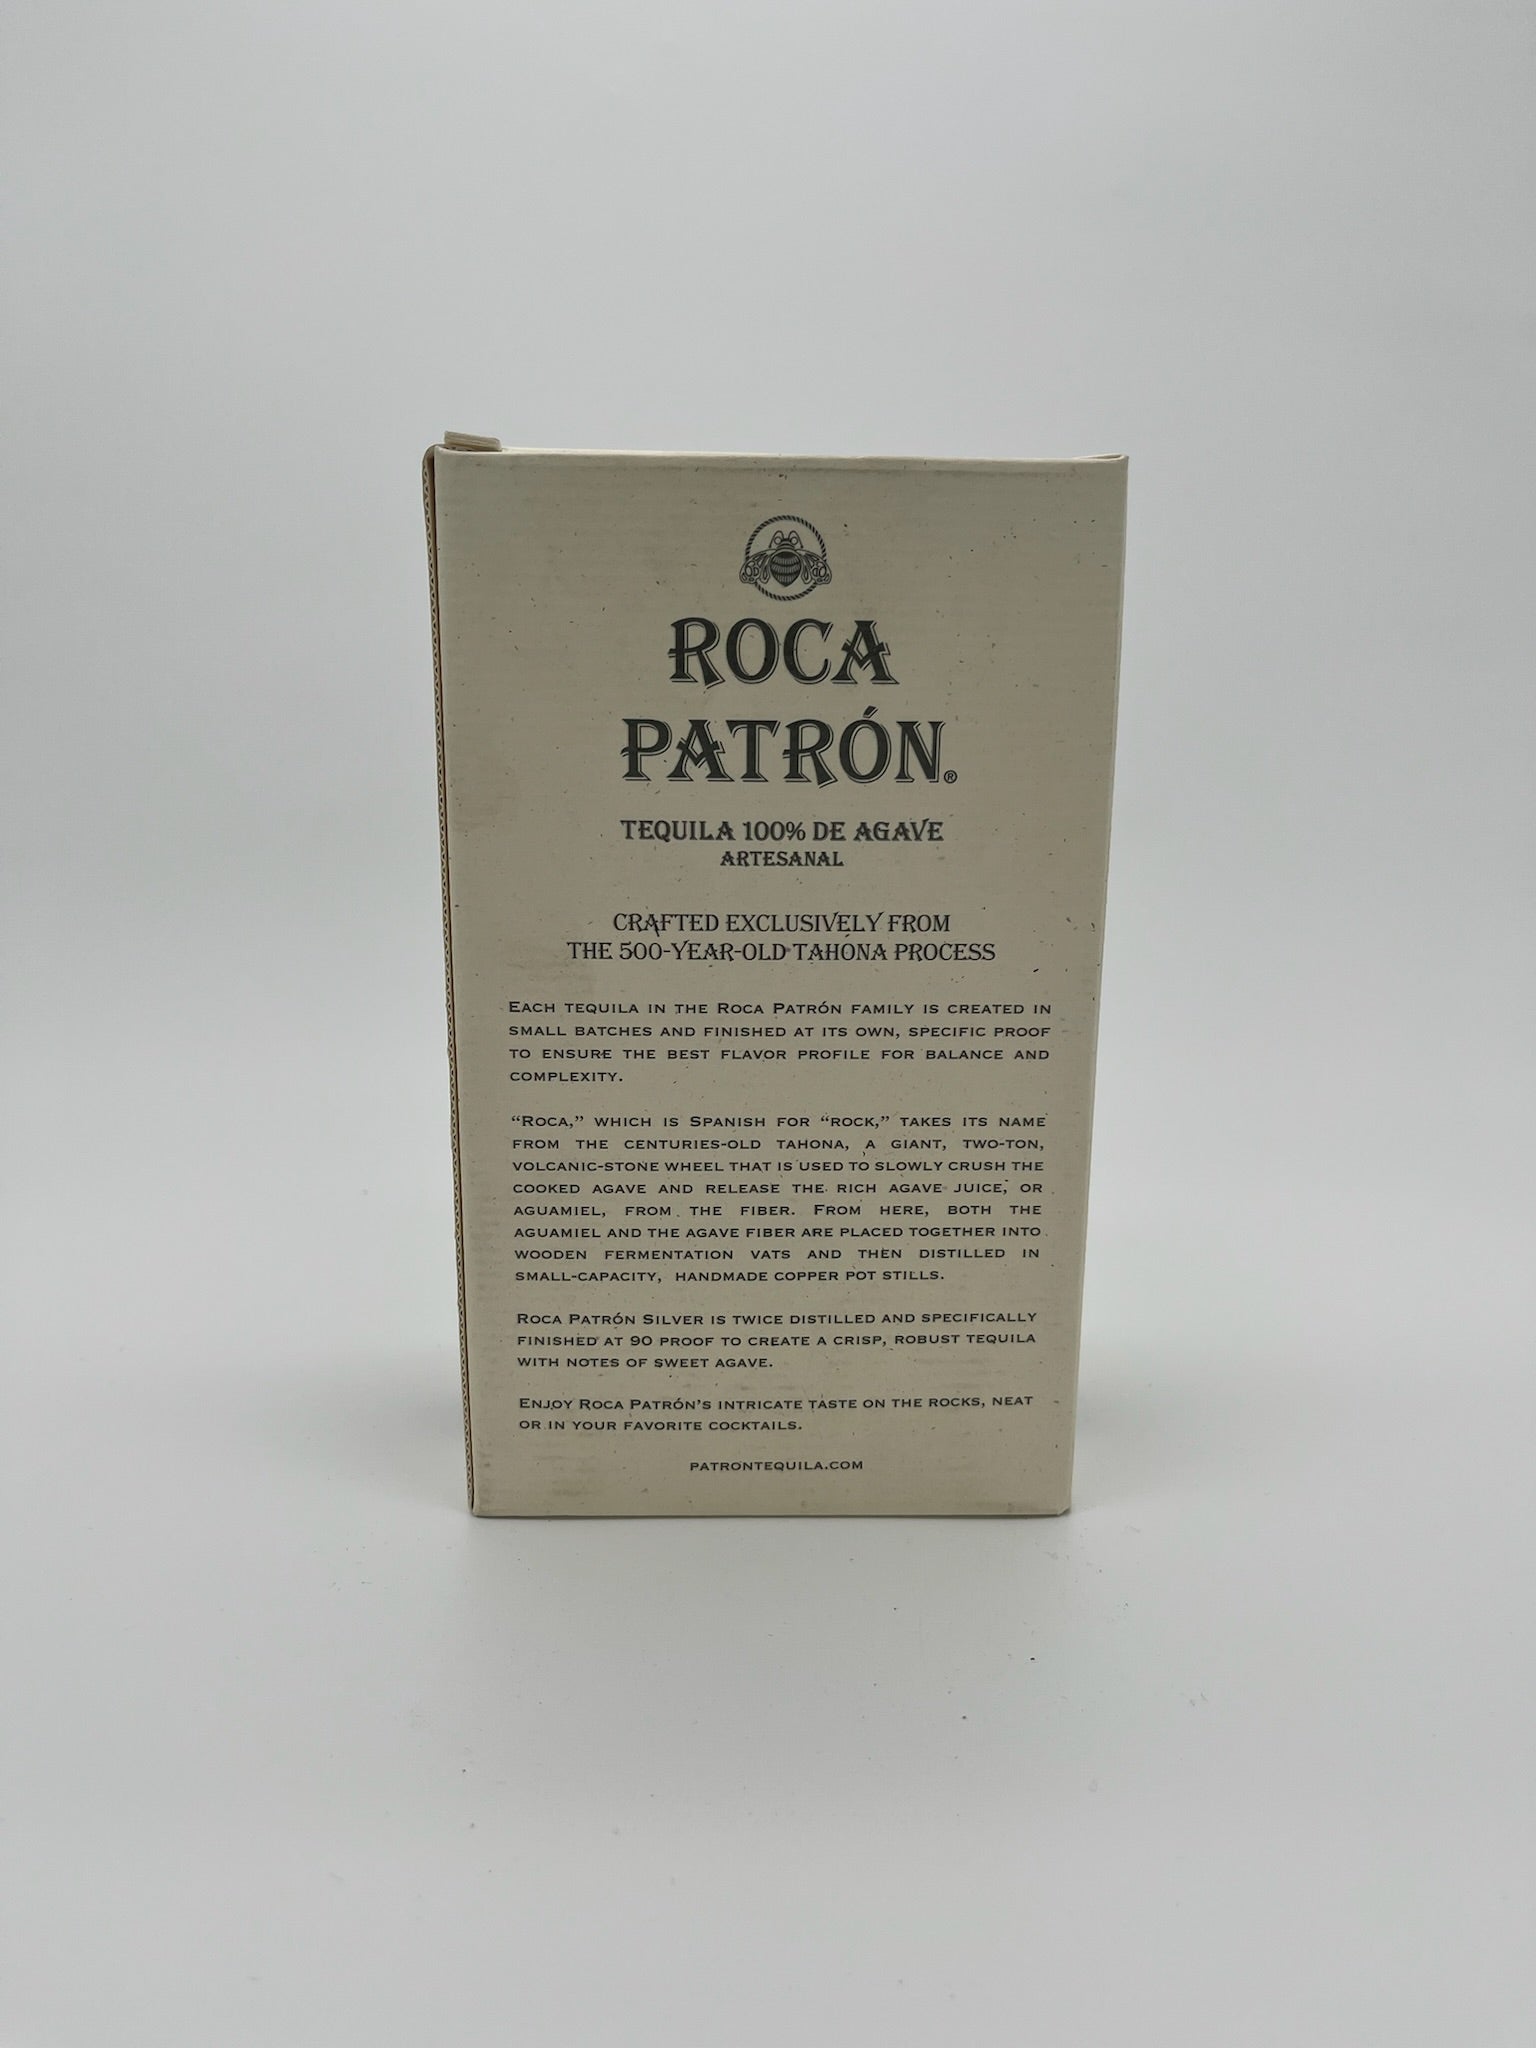 ROCA
PATRÓN®
TEQUILA 100% DE AGAVE
ARTESANAL
CRAFTED EXCLUSIVELY FROM
THE 500-YEAR-OLD TAHONA PROCESS
EACH TEQUILA IN THE ROCA PATRÓN FAMILY IS CREATED IN
SMALL BATCHES AND FINISHED AT ITS OWN, SPECIFIC PROOF
TO ENSURE THE BEST FLAVOR PROFILE FOR BALANCE AND
COMPLEXITY.
“ROCA,” WHICH IS SPANISH FOR “ROCK,” TAKES ITS NAME
FROM THE CENTURIES-OLD TAHONA, A GIANT, TWO-TON,
VOLCANIC-STONE WHEEL THAT IS USED TO SLOWLY CRUSH THE
COOKED AGAVE AND RELEASE THE RICH AGAVE JUICE, OR
AGUAMIEL, FROM THE FIBER. FROM HERE, BOTH THE
AGUAMIEL AND THE AGAVE FIBER ARE PLACED TOGETHER INTO
WOODEN FERMENTATION VATS AND THEN DISTILLED IN
SMALL-CAPACITY, HANDMADE COPPER POT STILLS.
ROCA PATRÓN SILVER IS TWICE DISTILLED AND SPECIFICALLY
FINISHED AT 90 PROOF TO CREATE A CRISP, ROBUST TEQUILA
WITH NOTES OF SWEET AGAVE.
ENJOY ROCA PATRÓN’S INTRICATE TASTE ON THE ROCKS, NEAT
OR IN YOUR FAVORITE COCKTAILS.
PATRONTEQUILA.COM